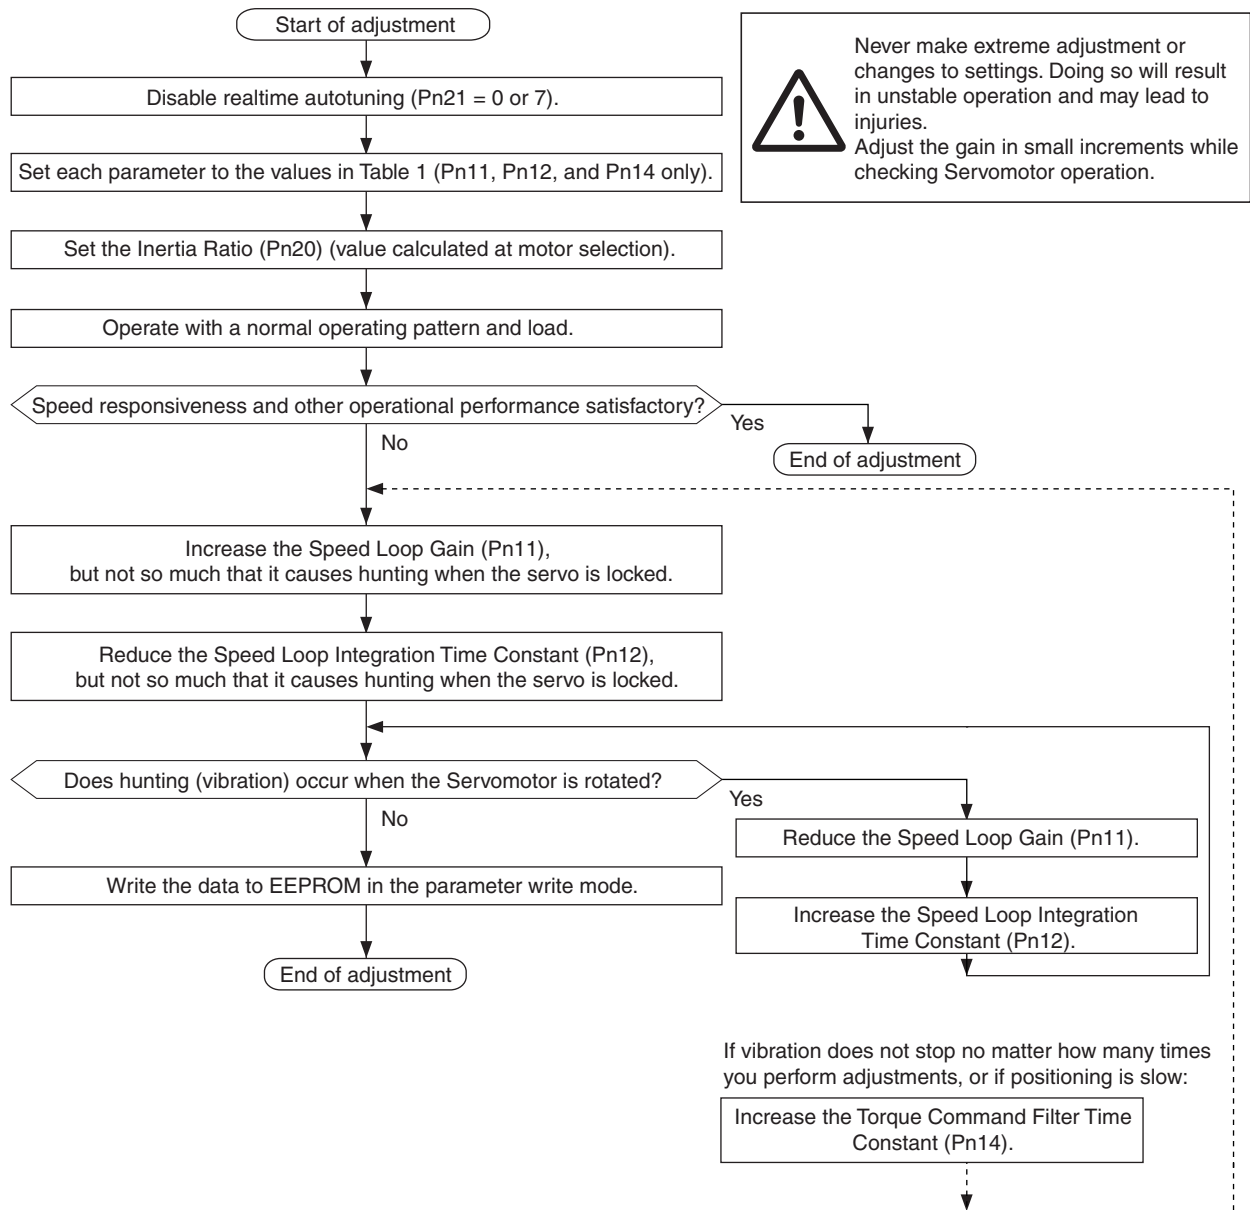 Start of adjustment
Never make extreme adjustment or
changes to settings. Doing so will result
in unstable operation and may lead to
injuries.
Adjust the gain in small increments while
checking Servomotor operation.
Disable realtime autotuning (Pn21 = 0 or 7).
Set each parameter to the values in Table 1 (Pn11, Pn12, and Pn14 only).
Set the Inertia Ratio (Pn20) (value calculated at motor selection).
Operate with a normal operating pattern and load.
Speed responsiveness and other operational performance satisfactory?
Yes
No
End of adjustment
Increase the Speed Loop Gain (Pn11),
but not so much that it causes hunting when the servo is locked.
Reduce the Speed Loop Integration Time Constant (Pn12),
but not so much that it causes hunting when the servo is locked.
Does hunting (vibration) occur when the Servomotor is rotated?
Yes
No
Reduce the Speed Loop Gain (Pn11).
Write the data to EEPROM in the parameter write mode.
Increase the Speed Loop Integration
Time Constant (Pn12).
End of adjustment
If vibration does not stop no matter how many times
you perform adjustments, or if positioning is slow:
Increase the Torque Command Filter Time
Constant (Pn14).